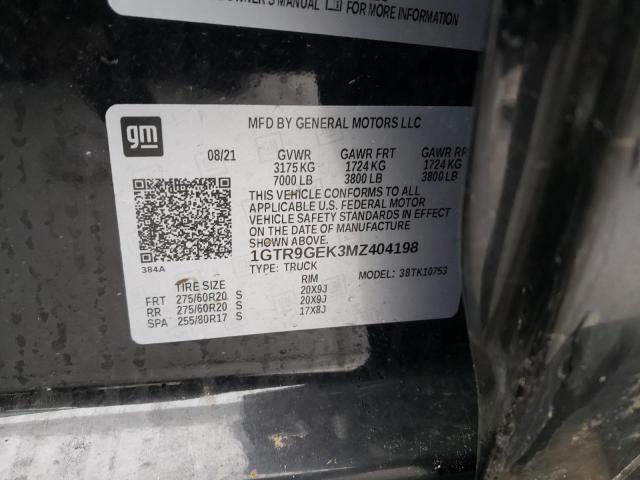 OWNER'S MANUAL FOR MORE INFORMATION
gm
MFD BY GENERAL MOTORS LLC
08/21 GVWR GAWR FRT GAWR RR
3175 KG 1724 KG 1724 KG
7000 LB 3800 LB 3800 LB
THIS VEHICLE CONFORMS TO ALL
APPLICABLE U.S. FEDERAL MOTOR
VEHICLE SAFETY STANDARDS IN EFFECT
ON THE DATE OF MANUFACTURE
SHOWN ABOVE.
1GTR9GEK3MZ404198
384A
TYPE: TRUCK MODEL: 38TK10753
TIRE SIZE RIM
FRT 275/60R20 S 20X9J
RR 275/60R20 S 20X9J
SPA 255/80R17 S 17X8J